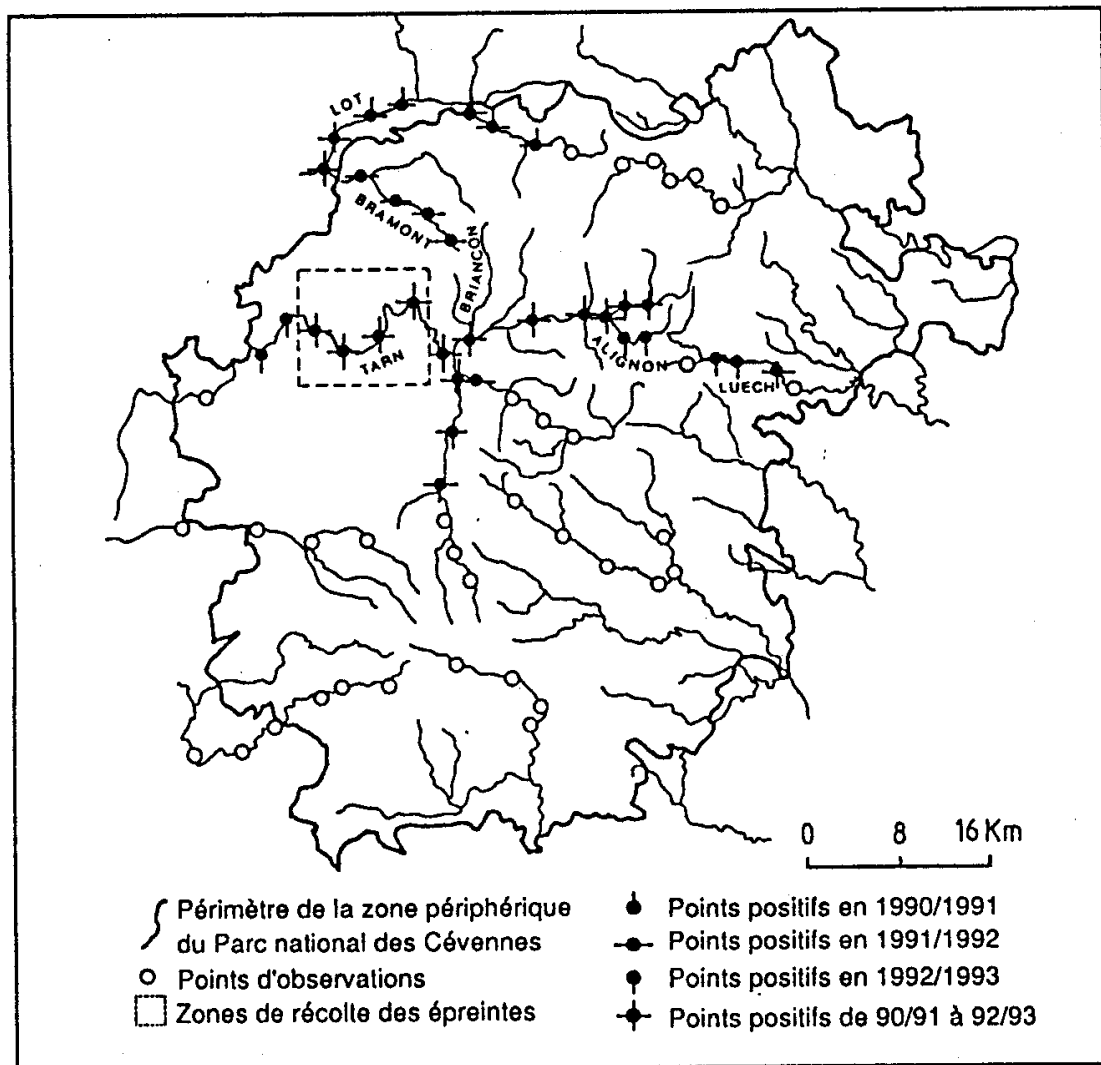 LOT
BRAMONT
BRIANCON
TARN
ALIGNON
LUECH
0 8 16 Km
Périmètre de la zone périphérique
du Parc national des Cévennes
Points d'observations
Zones de récolte des épreintes
Points positifs en 1990/1991
Points positifs en 1991/1992
Points positifs en 1992/1993
Points positifs de 90/91 à 92/93